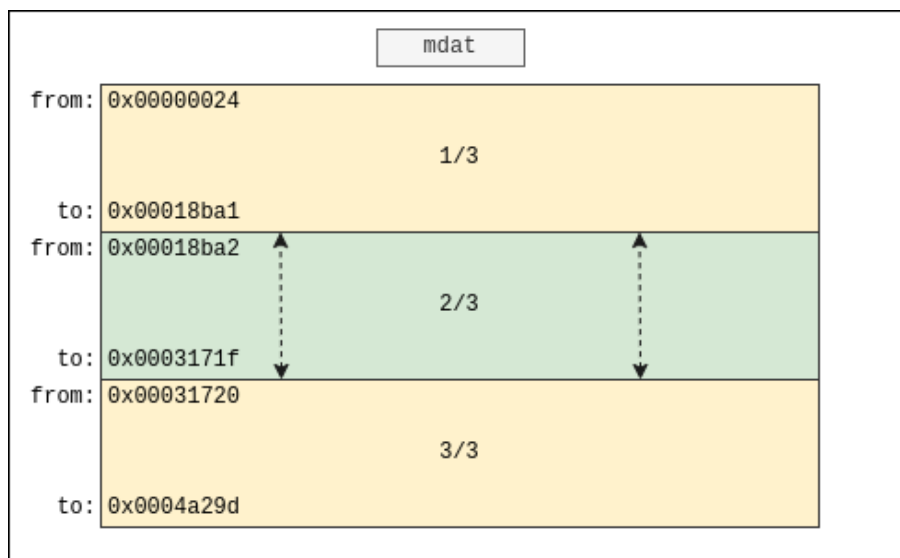 mdat
from: 0x00000024
1/3
to: 0x00018ba1
from: 0x00018ba2
2/3
to: 0x0003171f
from: 0x00031720
3/3
to: 0x0004a29d